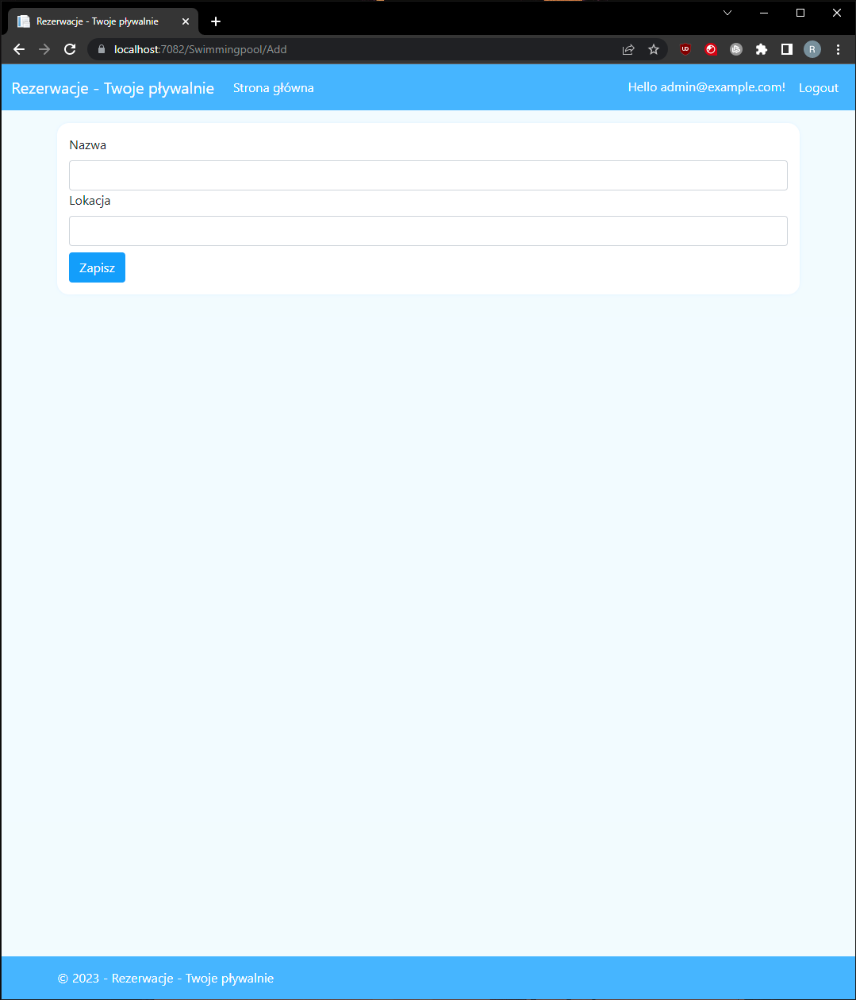 Rezerwacje - Twoje pływalnie
localhost:7082/Swimmingpool/Add
R
Rezerwacje - Twoje pływalnie
Strona główna
Hello admin@example.com!
Logout
Nazwa
Lokacja
Zapisz
© 2023 - Rezerwacje - Twoje pływalnie